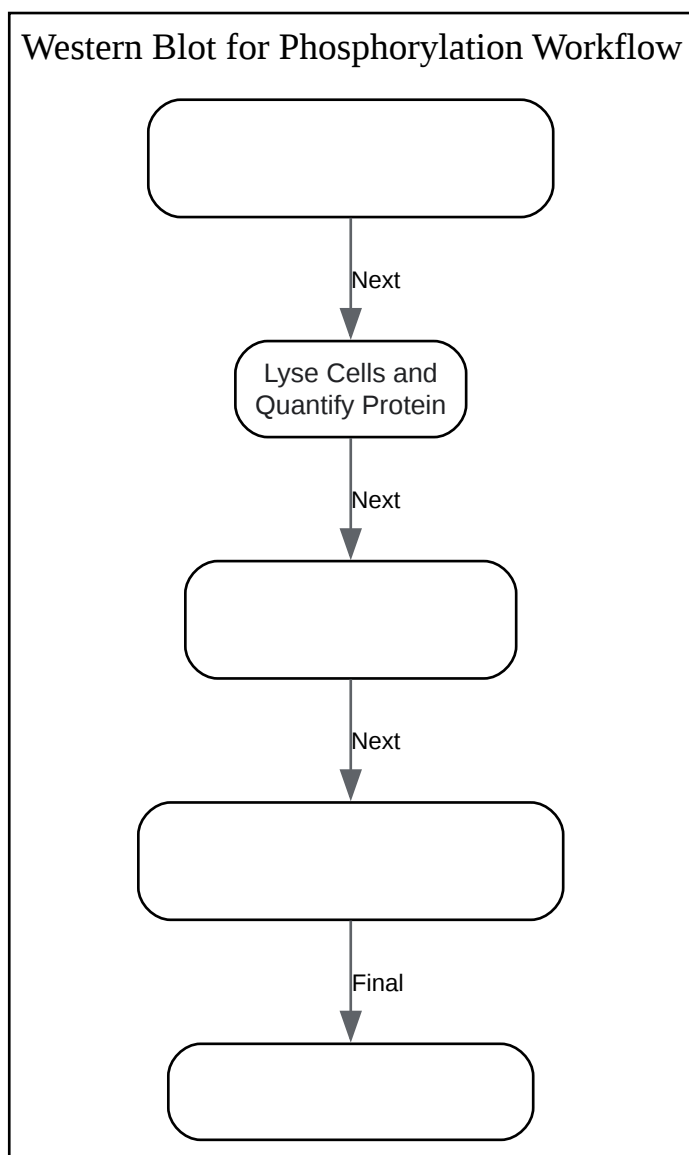 Western Blot for Phosphorylation Workflow
Next
Lyse Cells and
Quantify Protein
Next
Next
Final